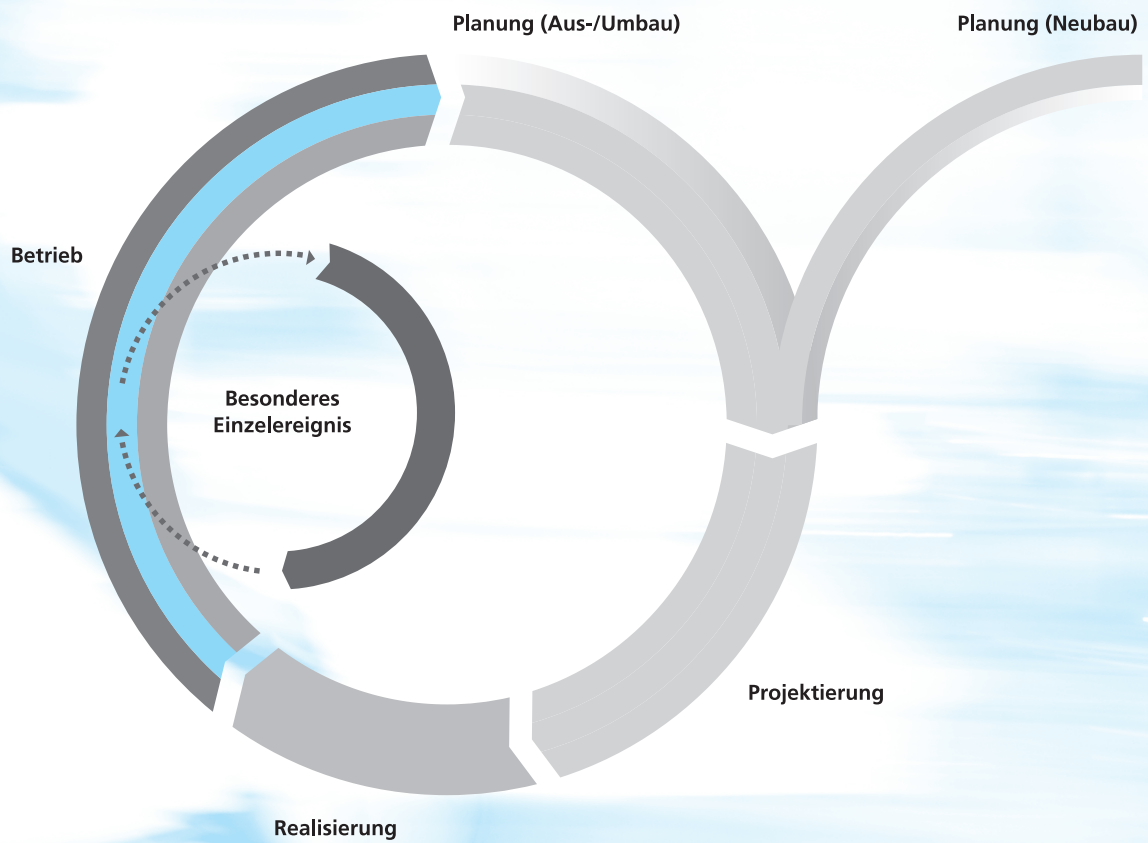 Planung (Aus-/Umbau)
Planung (Neubau)
Betrieb
Besonderes
Einzelereignis
Projektierung
Realisierung